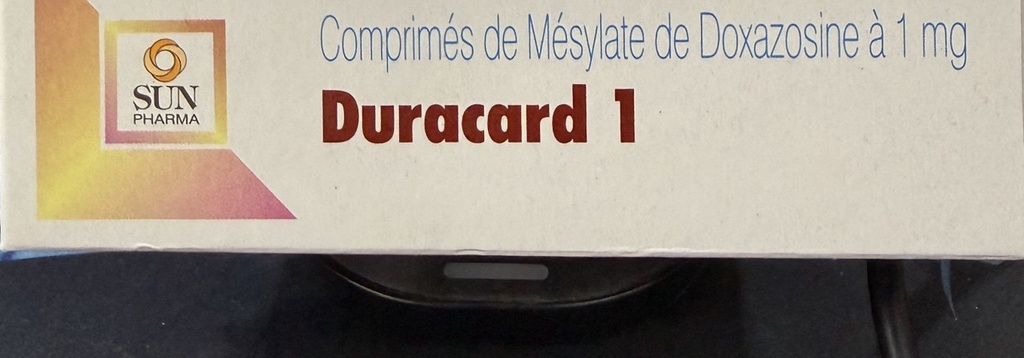 Comprimés de Mésylate de Doxazosine à 1 mg
SUN
PHARMA
Duracard 1